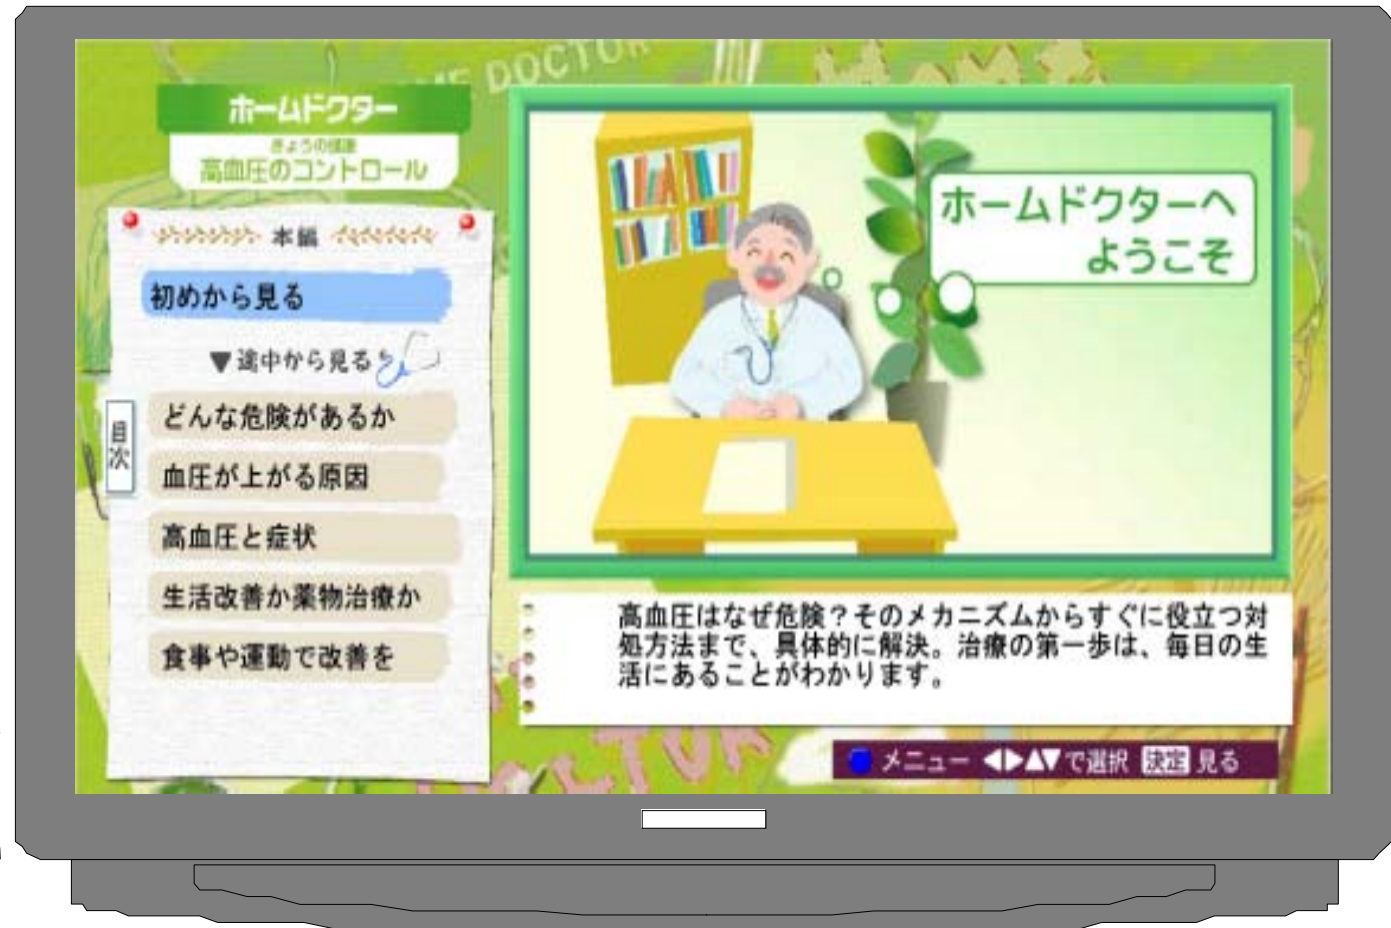 ME DOCTOR
ホームドクター
きょうの健康
高血圧のコントロール
本編
初めから見る
▼途中から見る
目次
どんな危険があるか
血圧が上がる原因
高血圧と症状
生活改善か薬物治療か
食事や運動で改善を
ホームドクターへ
ようこそ
高血圧はなぜ危険？そのメカニズムからすぐに役立つ対
処方法まで、具体的に解決。治療の第一歩は、毎日の生
活にあることがわかります。
メニュー ◀▶▲▼で選択 決定 見る